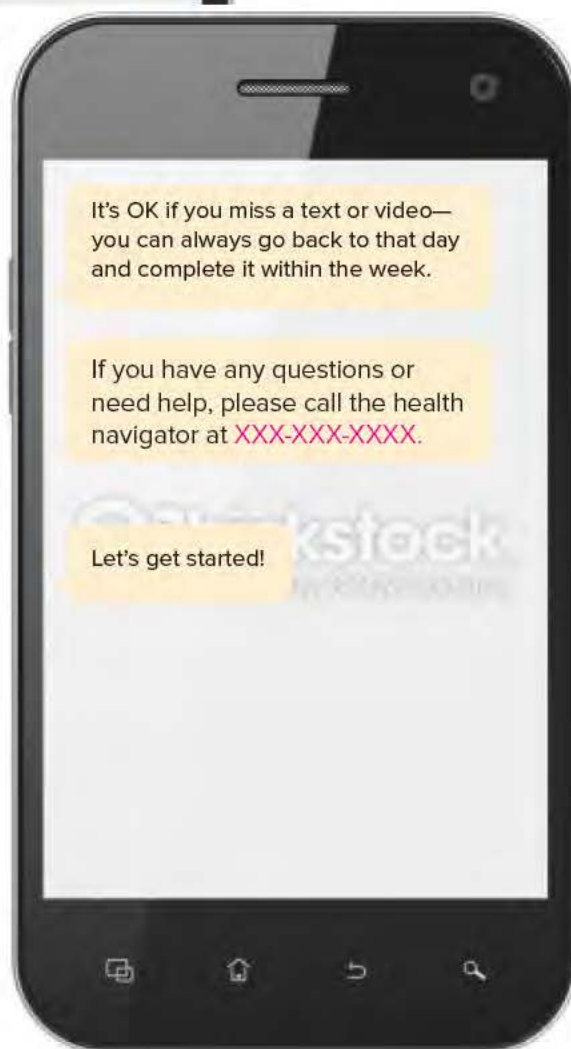 It's OK if you miss a text or video—
you can always go back to that day
and complete it within the week.
If you have any questions or
need help, please call the health
navigator at XXX-XXX-XXXX.
Let's get started!